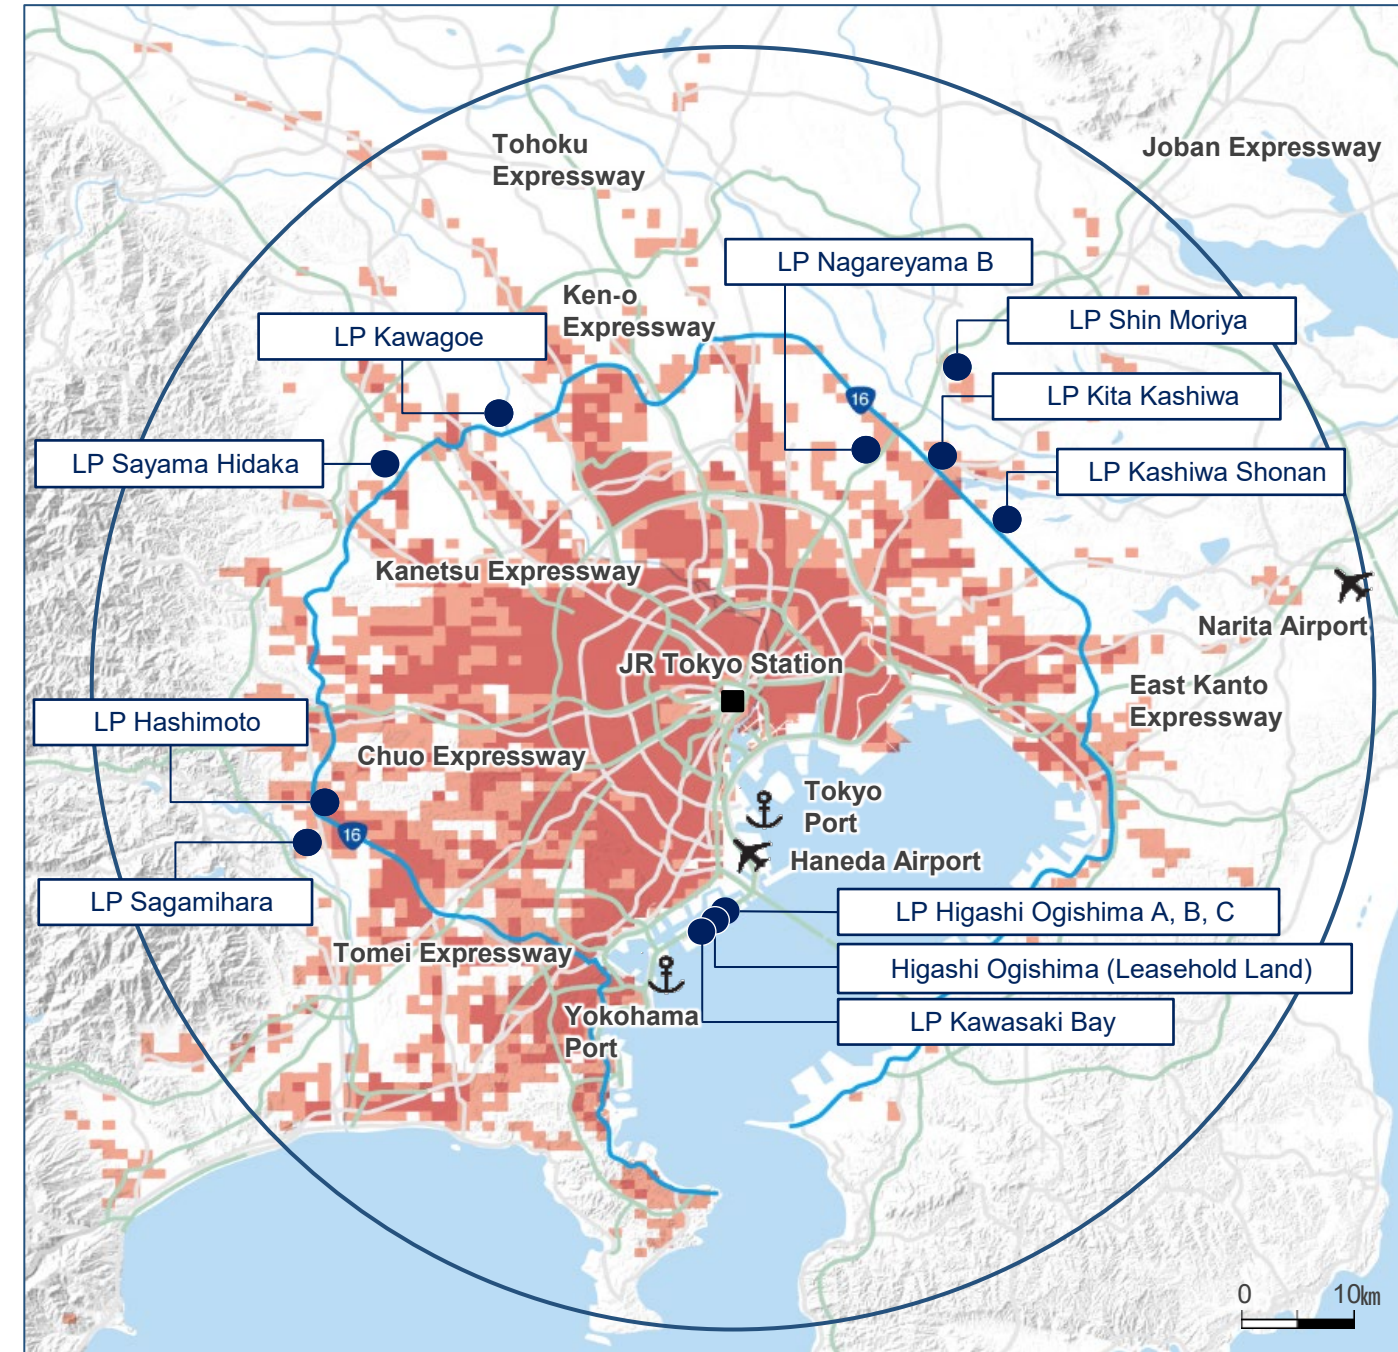 Tohoku
Expressway
Joban Expressway
LP Nagareyama B
Ken-o
Expressway
LP Shin Moriya
LP Kawagoe
LP Kita Kashiwa
16
LP Sayama Hidaka
LP Kashiwa Shonan
Kanetsu Expressway
Narita Airport
JR Tokyo Station
East Kanto
Expressway
LP Hashimoto
Chuo Expressway
Tokyo
Port
16
Haneda Airport
LP Sagamihara
LP Higashi Ogishima A, B, C
Tomei Expressway
Higashi Ogishima (Leasehold Land)
Yokohama
Port
LP Kawasaki Bay
0 10㎞